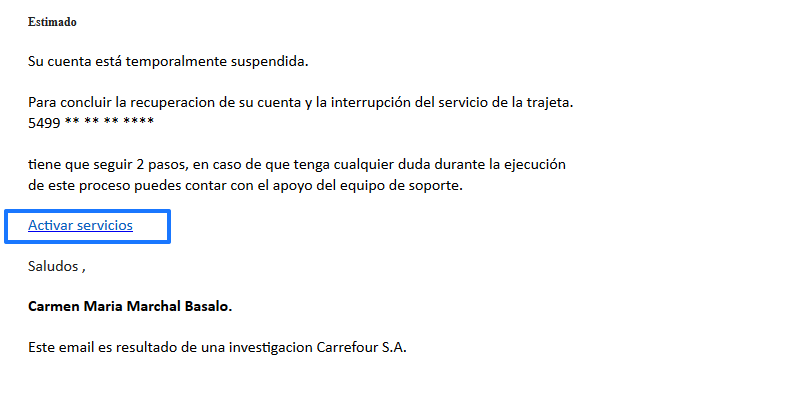 Estimado
Su cuenta está temporalmente suspendida.
Para concluir la recuperacion de su cuenta y la interrupción del servicio de la trajeta.
5499 ** ** ** ****
tiene que seguir 2 pasos, en caso de que tenga cualquier duda durante la ejecución
de este proceso puedes contar con el apoyo del equipo de soporte.
Activar servicios
Saludos ,
Carmen Maria Marchal Basalo.
Este email es resultado de una investigacion Carrefour S.A.